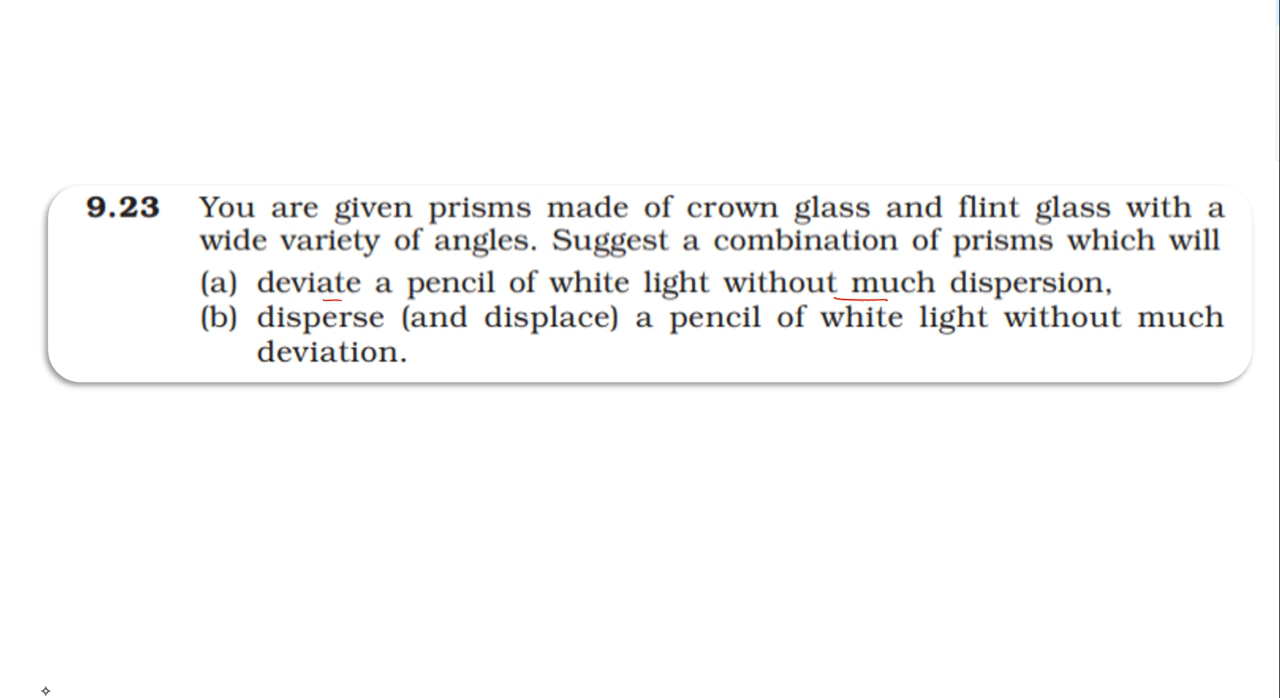 9.23 You are given prisms made of crown glass and flint glass with a
wide variety of angles. Suggest a combination of prisms which will
(a) deviate a pencil of white light without much dispersion,
(b) disperse (and displace) a pencil of white light without much
deviation.